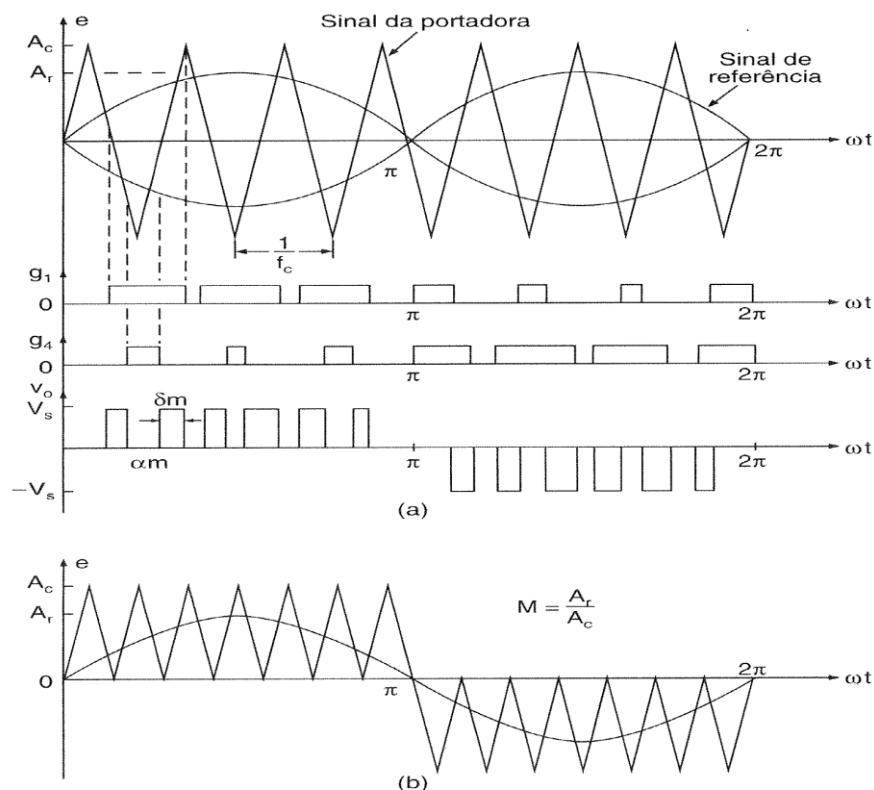 e
Sinal da portadora
A_c
A_r
Sinal de
referência
0
π
2π
ωt
1/f_c
g_1
0
π
2π
ωt
g_4
0
π
2π
ωt
v_o
V_s
δm
αm
π
2π
ωt
−V_s
(a)
e
A_c
A_r
M = A_r/A_c
0
π
2π
ωt
(b)